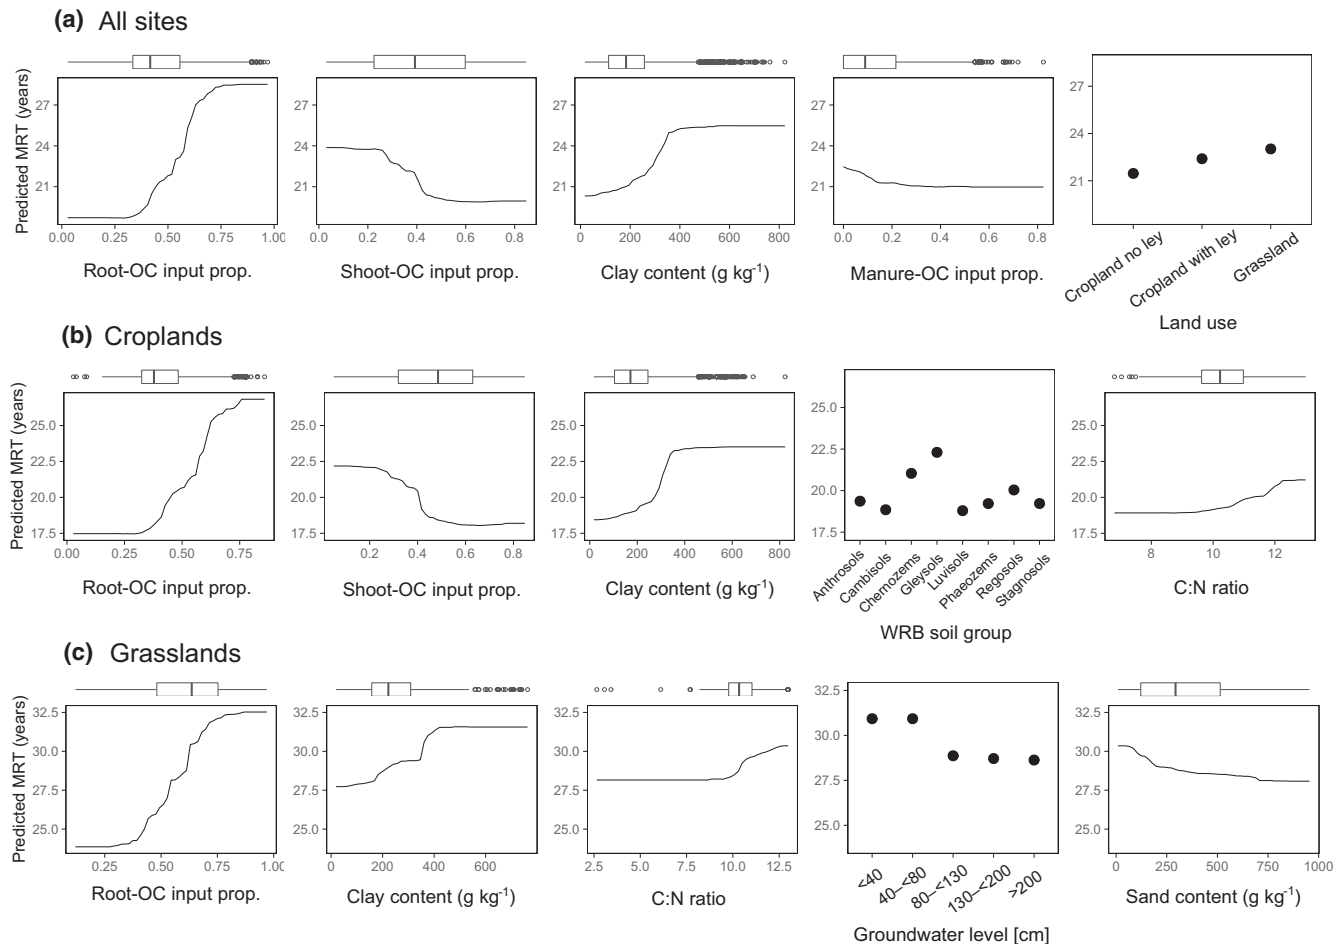 (a) All sites
Predicted MRT (years)
27
24
21
0.00 0.25 0.50 0.75 1.00
Root-OC input prop.
27
24
21
0.0 0.2 0.4 0.6 0.8
Shoot-OC input prop.
27
24
21
0 200 400 600 800
Clay content (g kg-1)
27
24
21
0.0 0.2 0.4 0.6 0.8
Manure-OC input prop.
27
24
21
Cropland no ley
Cropland with ley
Grassland
Land use
(b) Croplands
Predicted MRT (years)
25.0
22.5
20.0
17.5
0.00 0.25 0.50 0.75
Root-OC input prop.
25.0
22.5
20.0
17.5
0.2 0.4 0.6 0.8
Shoot-OC input prop.
25.0
22.5
20.0
17.5
0 200 400 600 800
Clay content (g kg-1)
25.0
22.5
20.0
17.5
Anthrosols
Cambisols
Chernozems
Gleysols
Luvisols
Phaeozems
Regosols
Stagnosols
WRB soil group
25.0
22.5
20.0
17.5
8 10 12
C:N ratio
(c) Grasslands
Predicted MRT (years)
32.5
30.0
27.5
25.0
0.25 0.50 0.75 1.00
Root-OC input prop.
32.5
30.0
27.5
25.0
0 200 400 600
Clay content (g kg-1)
32.5
30.0
27.5
25.0
2.5 5.0 7.5 10.0 12.5
C:N ratio
32.5
30.0
27.5
25.0
<40
40–<80
80–<130
130–<200
>200
Groundwater level [cm]
32.5
30.0
27.5
25.0
0 250 500 750 1000
Sand content (g kg-1)